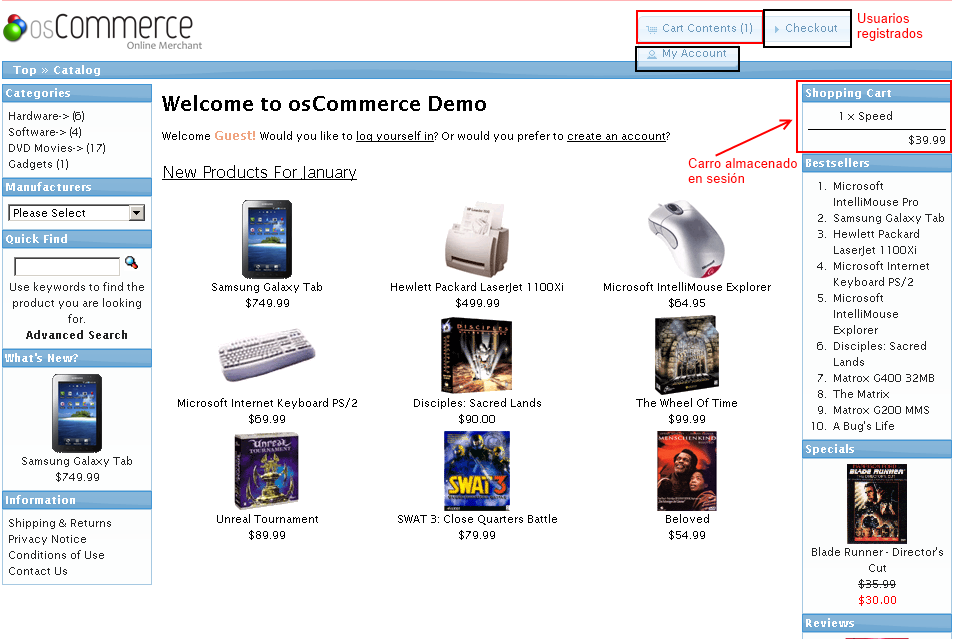 osCommerce
Online Merchant
Cart Contents (1)
Checkout
My Account
Usuarios
registrados
Top » Catalog
Categories
Hardware-> (6)
Software-> (4)
DVD Movies-> (17)
Gadgets (1)
Manufacturers
Please Select
Quick Find
Use keywords to find the
product you are looking
for.
Advanced Search
What's New?
Samsung Galaxy Tab
$749.99
Information
Shipping & Returns
Privacy Notice
Conditions of Use
Contact Us
Welcome to osCommerce Demo
Welcome Guest! Would you like to log yourself in? Or would you prefer to create an account?
New Products For January
Samsung Galaxy Tab
$749.99
Hewlett Packard LaserJet 1100Xi
$499.99
Microsoft IntelliMouse Explorer
$64.95
Microsoft Internet Keyboard PS/2
$69.99
DISCIPLES
Disciples: Sacred Lands
$90.00
The Wheel Of Time
$99.99
Unreal
TOURNAMENT
Unreal Tournament
$89.99
SWAT 3
SWAT 3: Close Quarters Battle
$79.99
MENSCHENKIND
Beloved
$54.99
Carro almacenado
en sesión
Shopping Cart
1 x Speed
$39.99
Bestsellers
1. Microsoft
IntelliMouse Pro
2. Samsung Galaxy Tab
3. Hewlett Packard
LaserJet 1100Xi
4. Microsoft Internet
Keyboard PS/2
5. Microsoft
IntelliMouse
Explorer
6. Disciples: Sacred
Lands
7. Matrox G400 32MB
8. The Matrix
9. Matrox G200 MMS
10. A Bug's Life
Specials
BLADE RUNNER
Blade Runner - Director's
Cut
$35.99
$30.00
Reviews